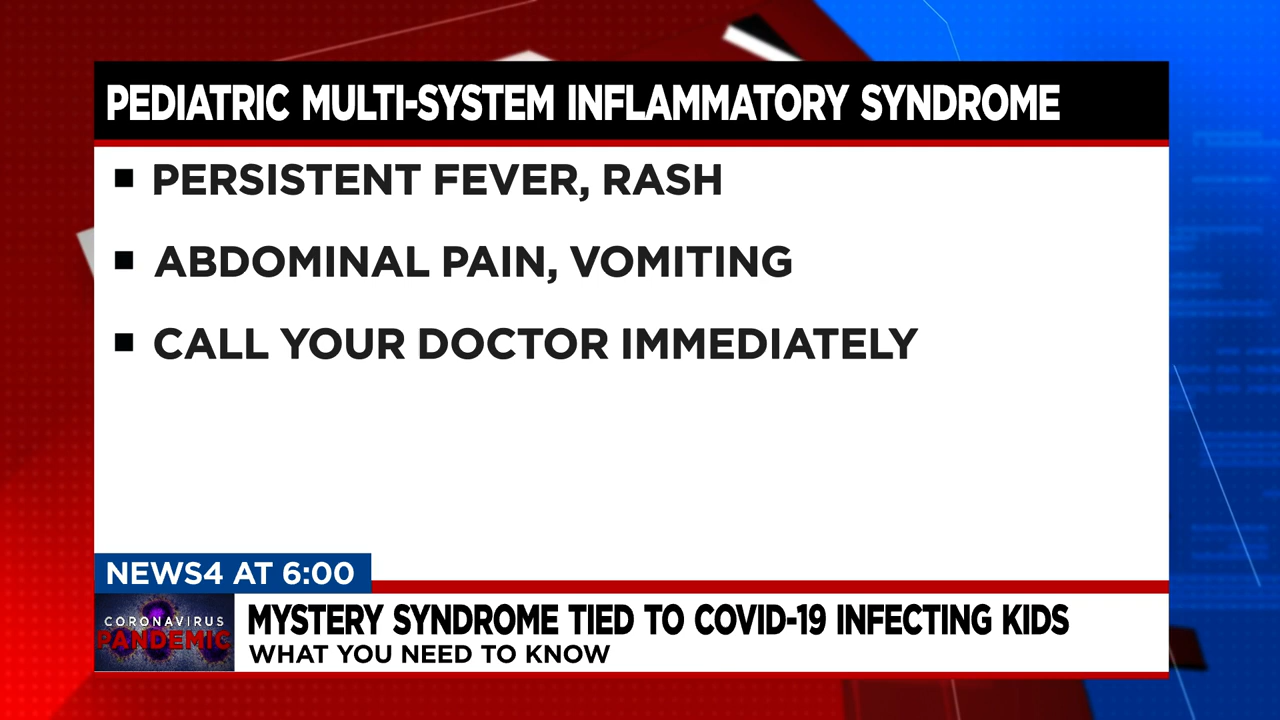 PEDIATRIC MULTI-SYSTEM INFLAMMATORY SYNDROME
▪ PERSISTENT FEVER, RASH
▪ ABDOMINAL PAIN, VOMITING
▪ CALL YOUR DOCTOR IMMEDIATELY
NEWS4 AT 6:00
CORONAVIRUS
PANDEMIC
MYSTERY SYNDROME TIED TO COVID-19 INFECTING KIDS
WHAT YOU NEED TO KNOW